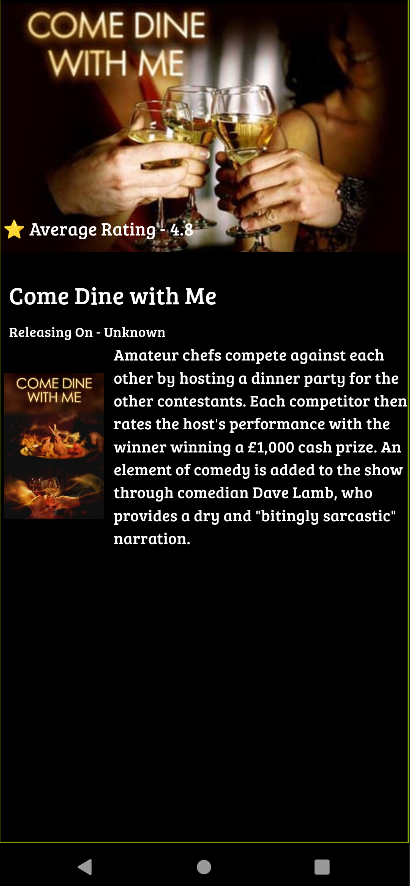 COME DINE
WITH ME
⭐ Average Rating - 4.8
Come Dine with Me
Releasing On - Unknown
COME DINE
WITH ME
Amateur chefs compete against each
other by hosting a dinner party for the
other contestants. Each competitor then
rates the host's performance with the
winner winning a £1,000 cash prize. An
element of comedy is added to the show
through comedian Dave Lamb, who
provides a dry and "bitingly sarcastic"
narration.